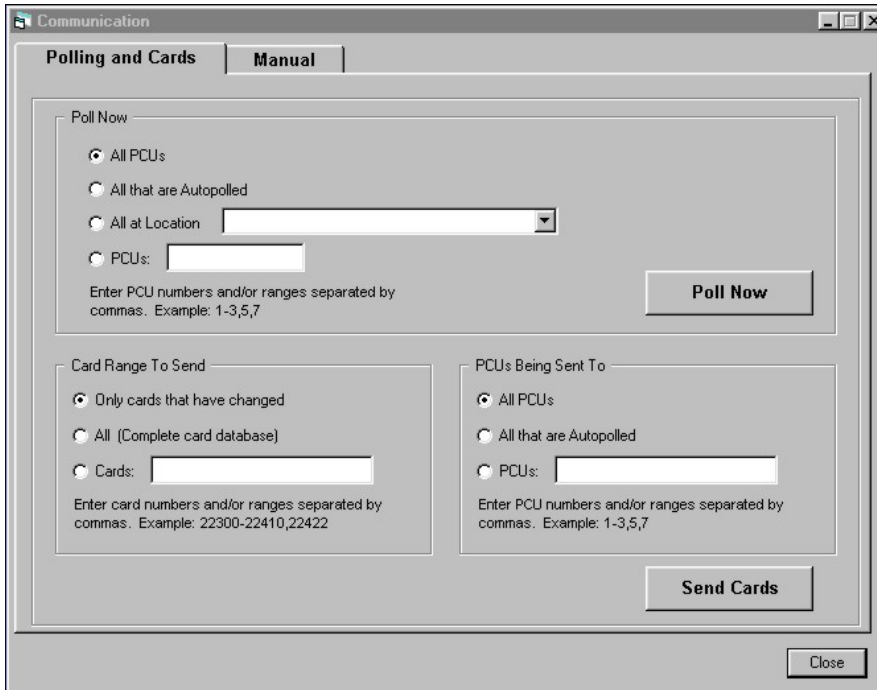 Communication
Polling and Cards
Manual
Poll Now
All PCUs
All that are Autopolled
All at Location
PCUs:
Enter PCU numbers and/or ranges separated by
commas. Example: 1-3,5,7
Poll Now
Card Range To Send
Only cards that have changed
All (Complete card database)
Cards:
Enter card numbers and/or ranges separated by
commas. Example: 22300-22410,22422
PCUs Being Sent To
All PCUs
All that are Autopolled
PCUs:
Enter PCU numbers and/or ranges separated by
commas. Example: 1-3,5,7
Send Cards
Close